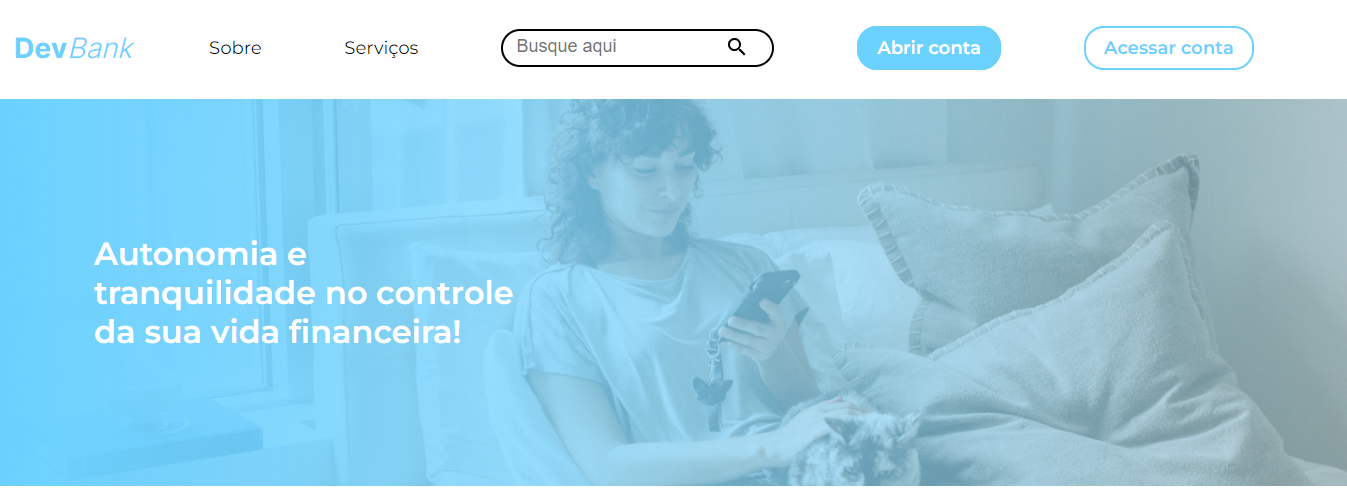 DevBank
Sobre
Serviços
Busque aqui
Abrir conta
Acessar conta
Autonomia e
tranquilidade no controle
da sua vida financeira!